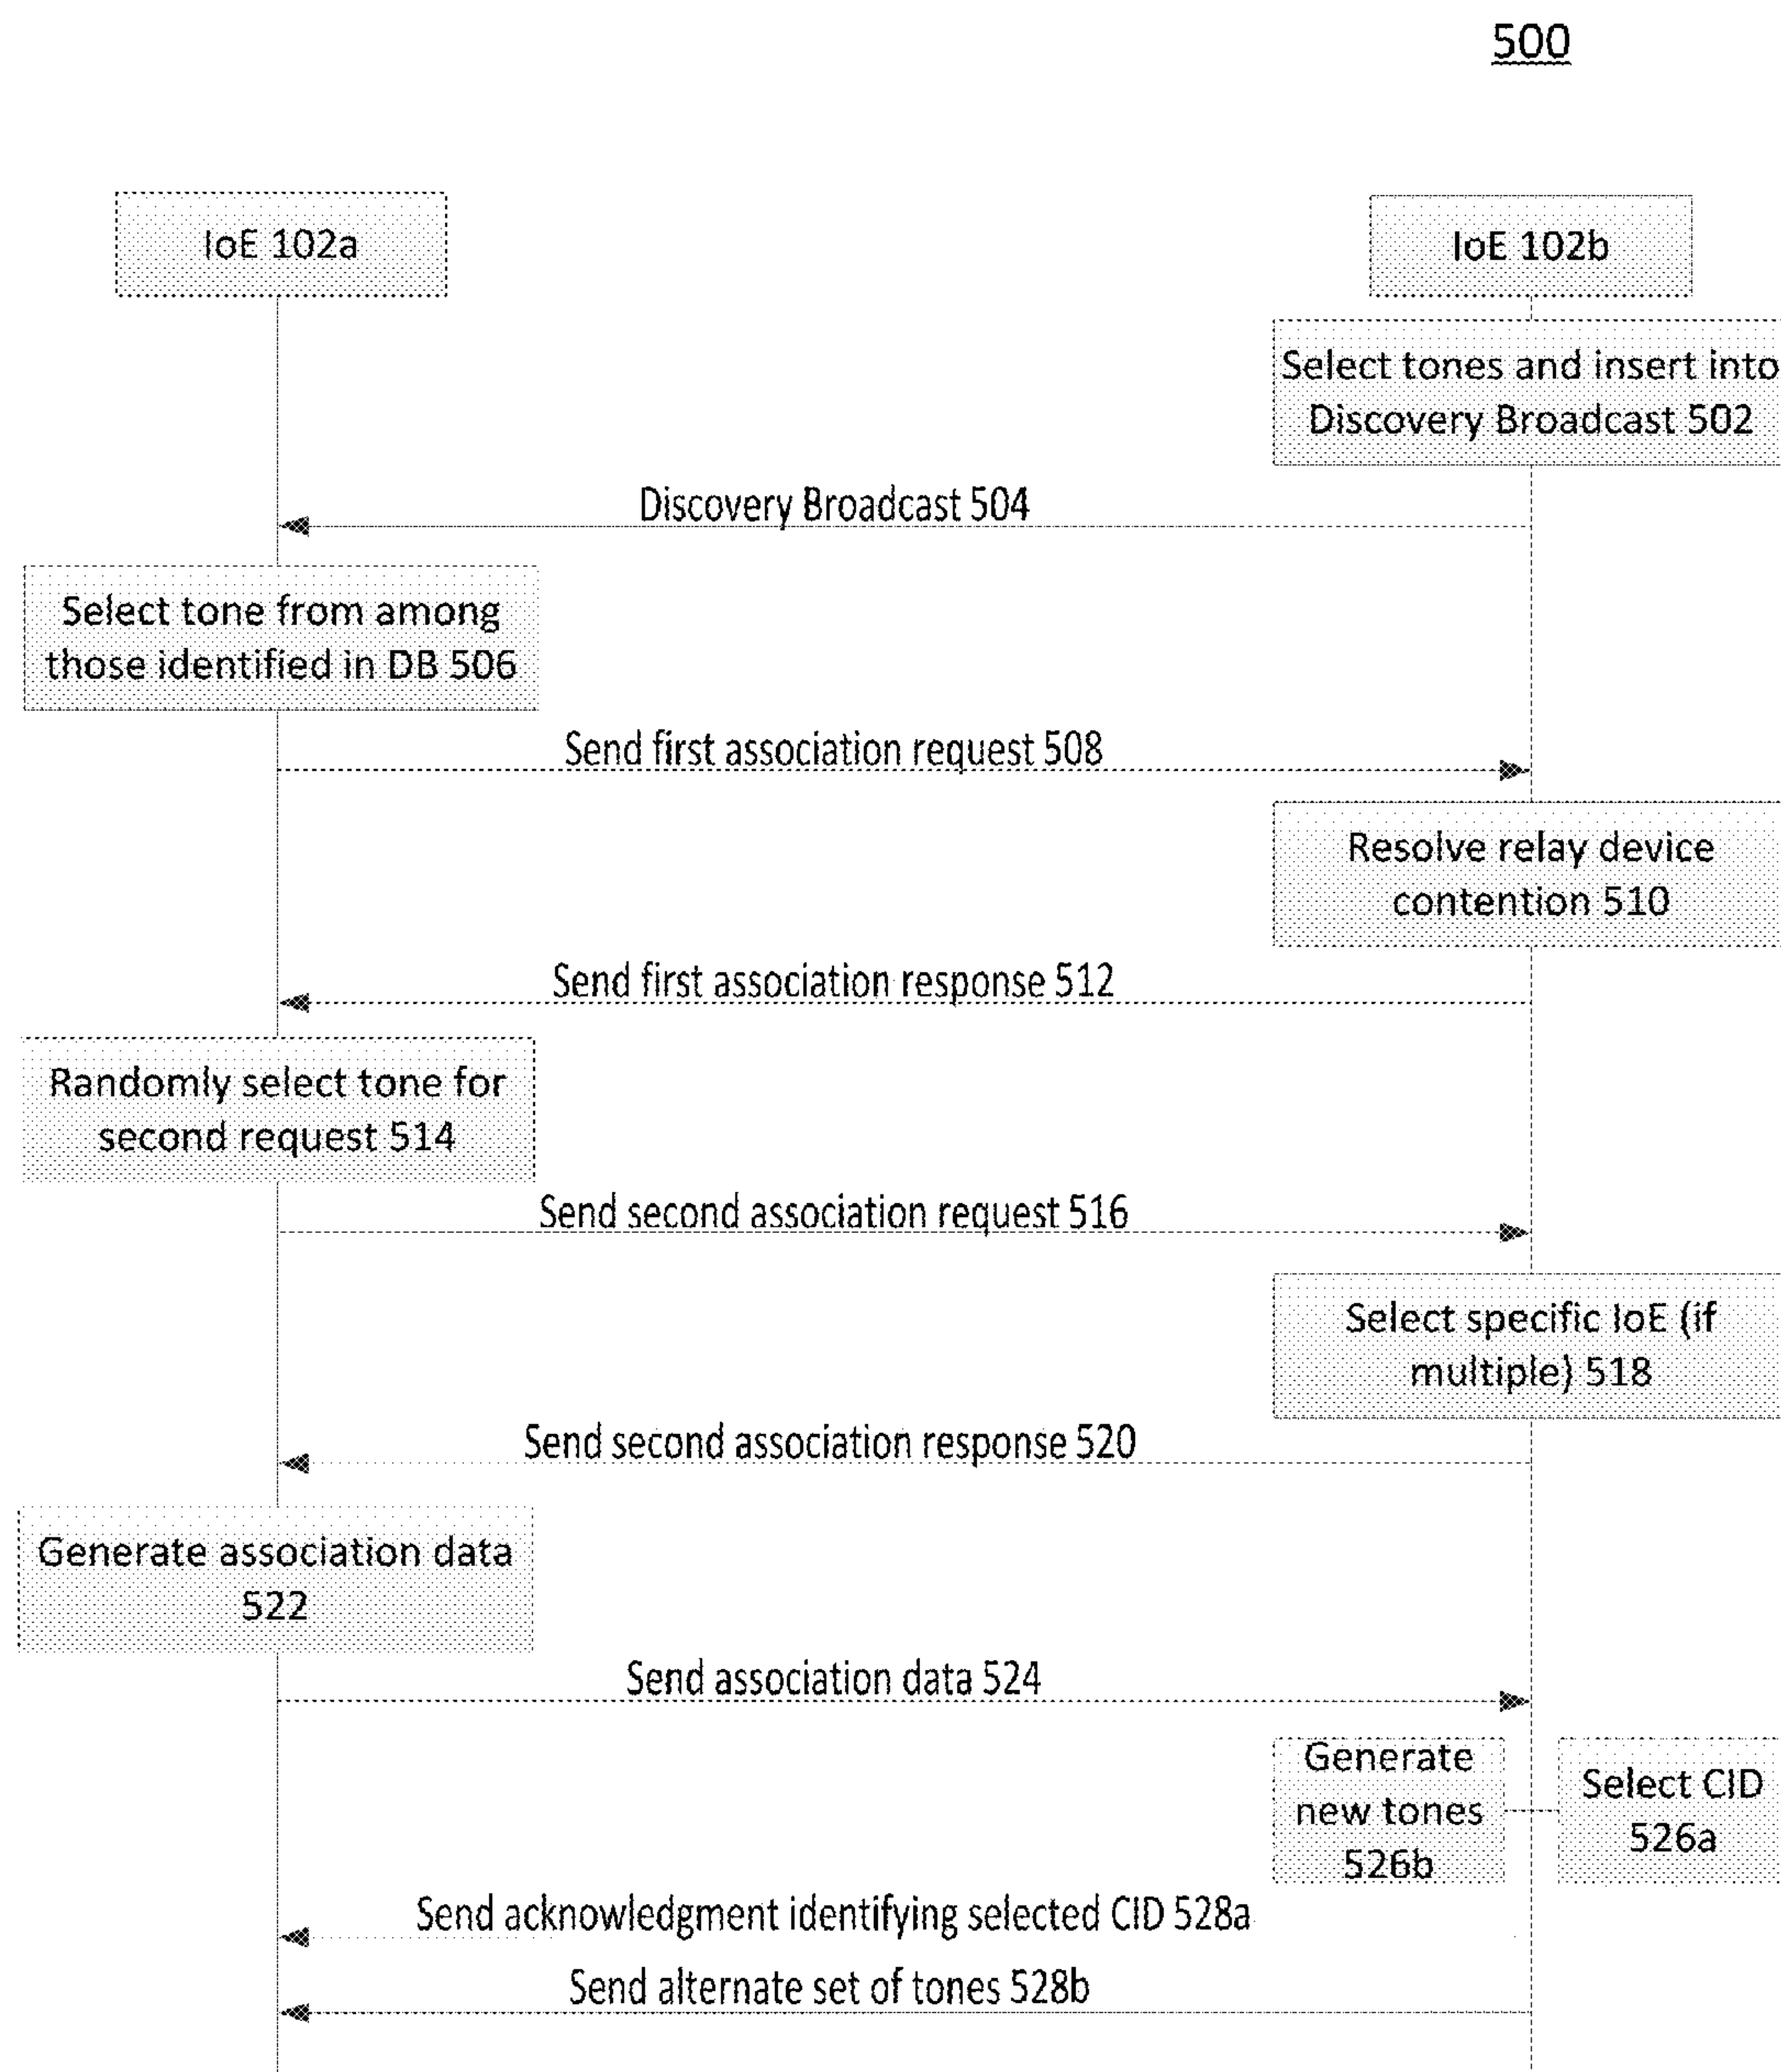 500
IoE 102a
IoE 102b
Select tones and insert into
Discovery Broadcast 502
Discovery Broadcast 504
Select tone from among
those identified in DB 506
Send first association request 508
Resolve relay device
contention 510
Send first association response 512
Randomly select tone for
second request 514
Send second association request 516
Select specific IoE (if
multiple) 518
Send second association response 520
Generate association data
522
Send association data 524
Generate
new tones
526b
Select CID
526a
Send acknowledgment identifying selected CID 528a
Send alternate set of tones 528b